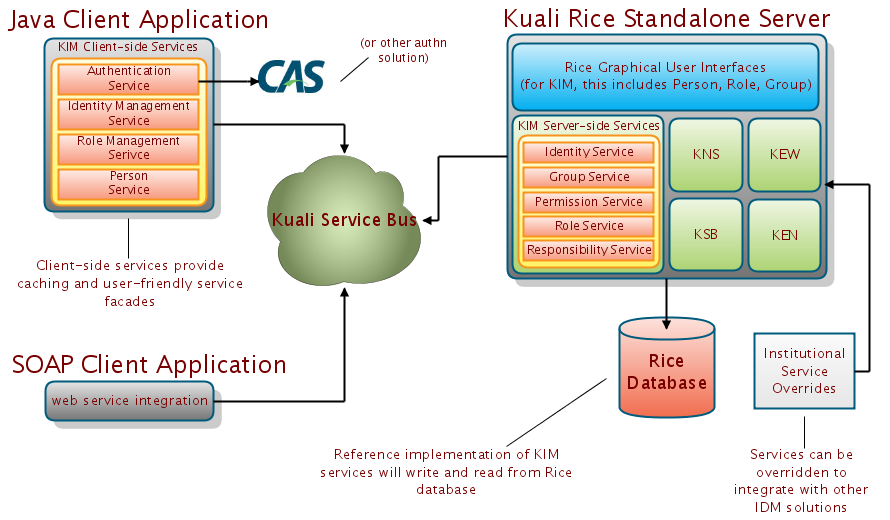 Java Client Application
KIM Client-side Services
Authentication
Service
Identity Management
Service
Role Management
Serivce
Person
Service
CAS
(or other authn
solution)
Client-side services provide
caching and user-friendly service
facades
Kuali Service Bus
SOAP Client Application
web service integration
Kuali Rice Standalone Server
Rice Graphical User Interfaces
(for KIM, this includes Person, Role, Group)
KIM Server-side Services
Identity Service
Group Service
Permission Service
Role Service
Responsibility Service
KNS
KEW
KSB
KEN
Rice
Database
Reference implementation of KIM
services will write and read from Rice
database
Institutional
Service
Overrides
Services can be
overridden to
integrate with other
IDM solutions